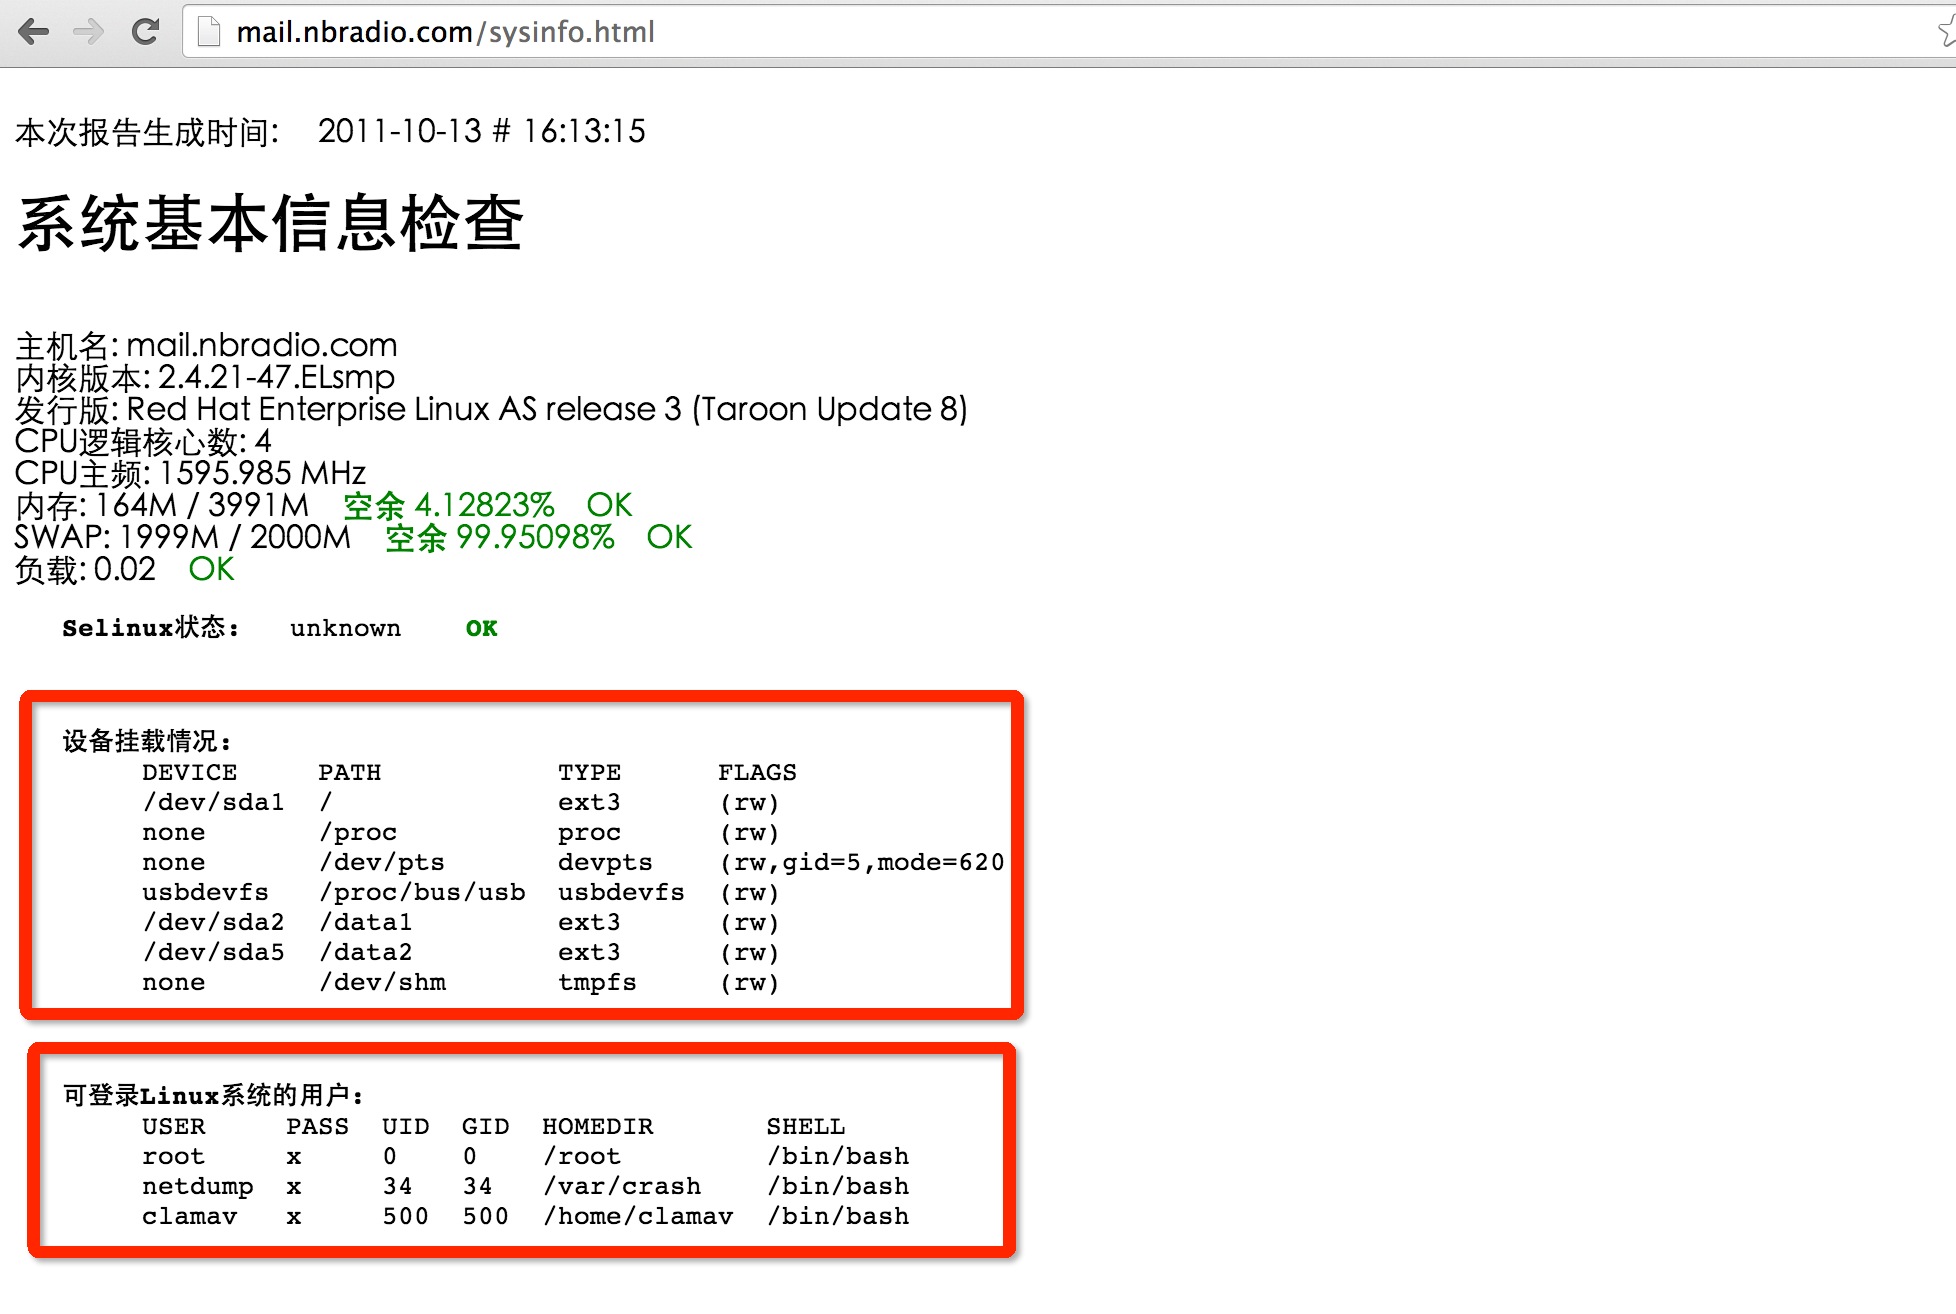 mail.nbradio.com/sysinfo.html
本次报告生成时间: 2011-10-13 # 16:13:15
系统基本信息检查
主机名: mail.nbradio.com
内核版本: 2.4.21-47.ELsmp
发行版: Red Hat Enterprise Linux AS release 3 (Taroon Update 8)
CPU逻辑核心数: 4
CPU主频: 1595.985 MHz
内存: 164M / 3991M 空余 4.12823% OK
SWAP: 1999M / 2000M 空余 99.95098% OK
负载: 0.02 OK
Selinux状态: unknown OK
设备挂载情况:
DEVICE PATH TYPE FLAGS
/dev/sda1 / ext3 (rw)
none /proc proc (rw)
none /dev/pts devpts (rw,gid=5,mode=620
usbdevfs /proc/bus/usb usbdevfs (rw)
/dev/sda2 /data1 ext3 (rw)
/dev/sda5 /data2 ext3 (rw)
none /dev/shm tmpfs (rw)
可登录Linux系统的用户:
USER PASS UID GID HOMEDIR SHELL
root x 0 0 /root /bin/bash
netdump x 34 34 /var/crash /bin/bash
clamav x 500 500 /home/clamav /bin/bash